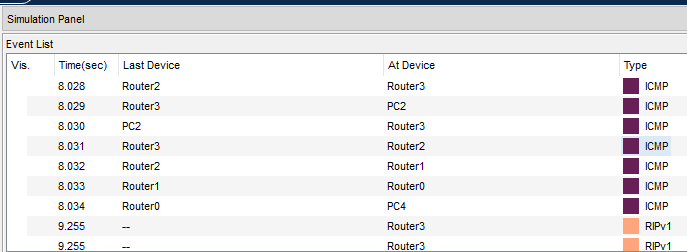 Simulation Panel
Event List
Vis. Time(sec) Last Device At Device Type
8.028 Router2 Router3 ICMP
8.029 Router3 PC2 ICMP
8.030 PC2 Router3 ICMP
8.031 Router3 Router2 ICMP
8.032 Router2 Router1 ICMP
8.033 Router1 Router0 ICMP
8.034 Router0 PC4 ICMP
9.255 -- Router3 RIPv1
9.255 -- Router3 RIPv1